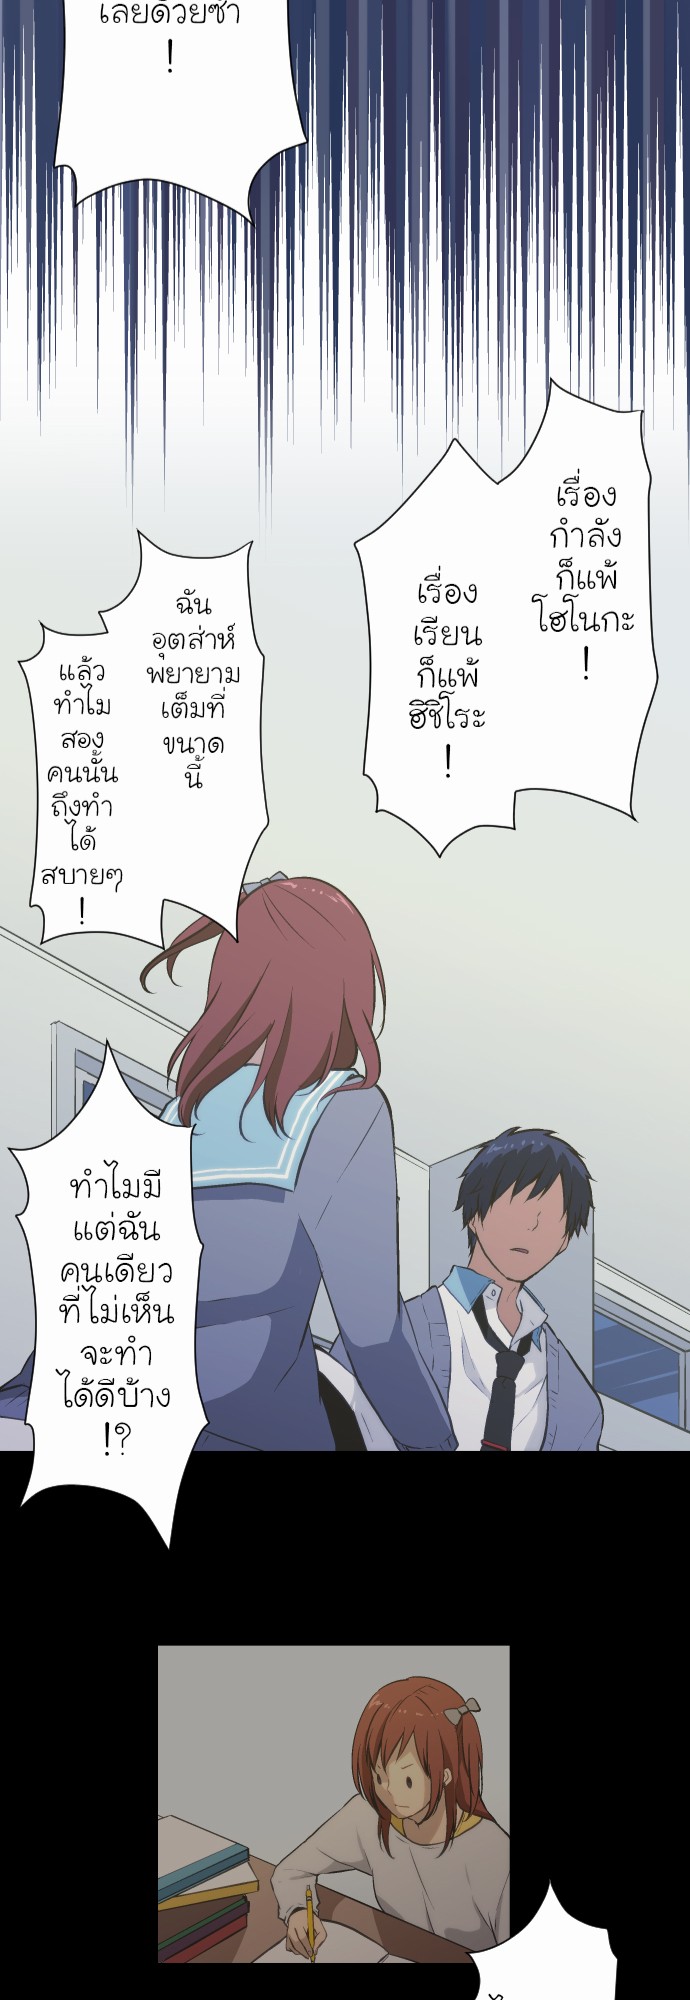 เลยด้วยซ้ำ
!
เรื่อง
กำลัง
ก็แพ้
โฮโนกะ
!
เรื่อง
เรียน
ก็แพ้
ฮิชิโระ
!
ฉัน
อุตส่าห์
พยายาม
เต็มที่
ขนาด
นี้
แล้ว
ทำไม
สอง
คนนั้น
ถึงทำ
ได้
สบายๆ
!
ทำไมมี
แต่ฉัน
คนเดียว
ที่ไม่เห็น
จะทำ
ได้ดีบ้าง
!?